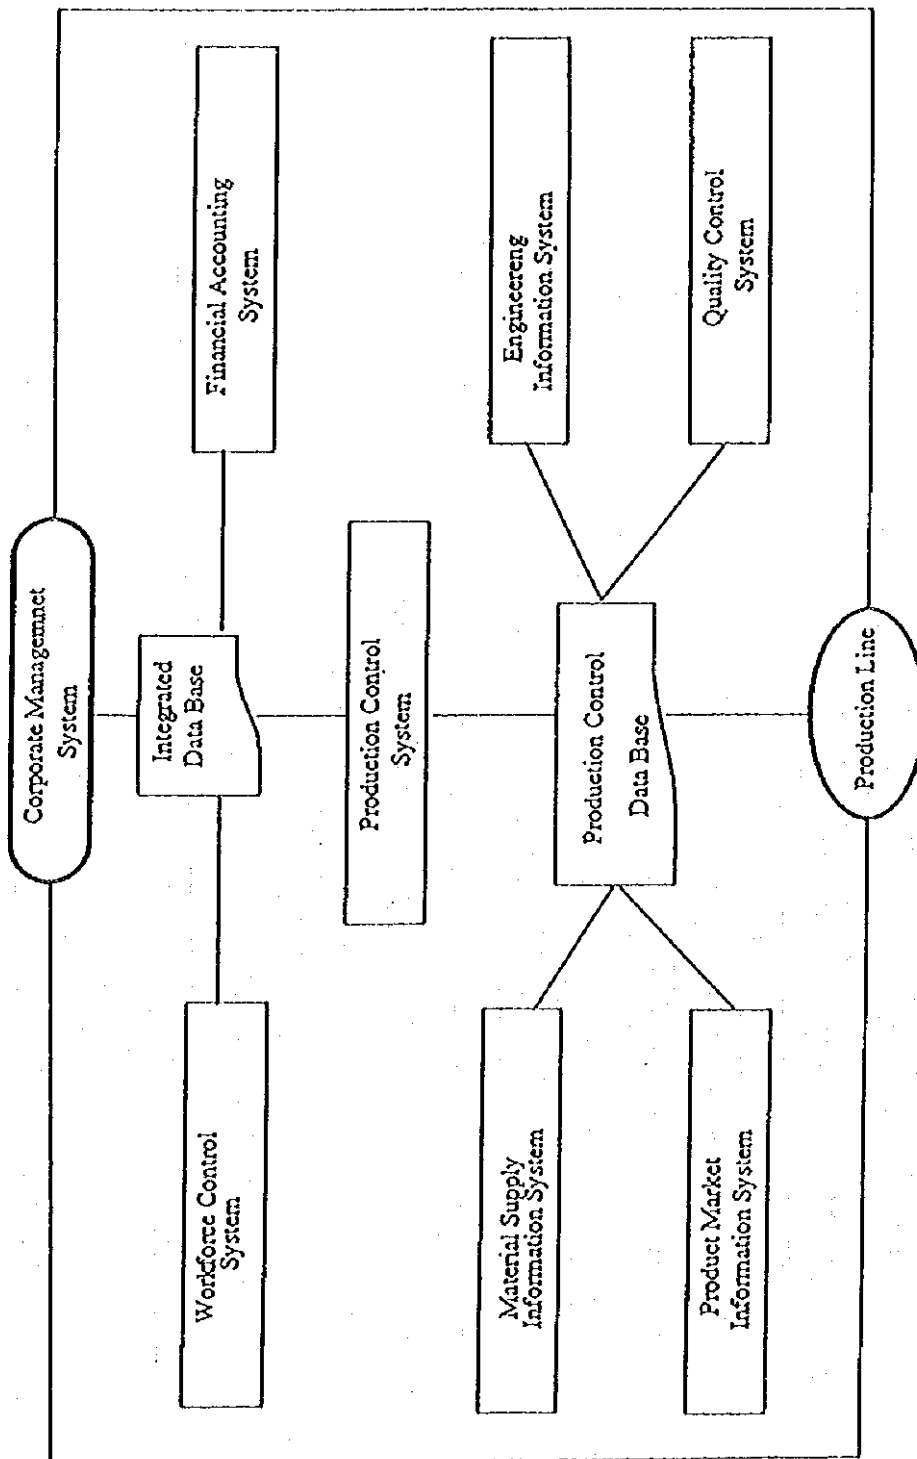 Corporate Managemnet
System
Workforce Control
System
Integrated
Data Base
Financial Accounting
System
Production Control
System
Material Supply
Information System
Production Control
Data Base
Engineereng
Information System
Product Market
Information System
Quality Control
System
Production Line